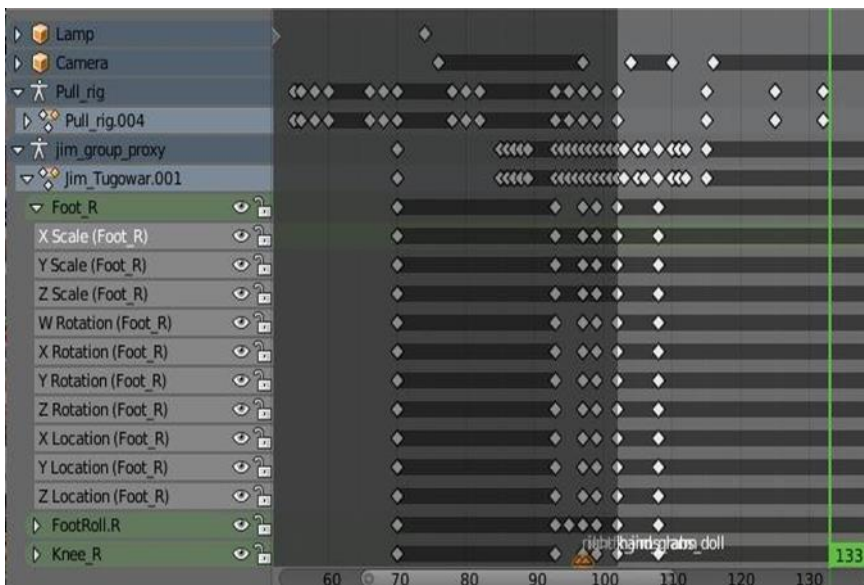 Lamp
Camera
Pull_rig
Pull_rig.004
jim_group_proxy
Jim_Tugowar.001
Foot_R
X Scale (Foot_R)
Y Scale (Foot_R)
Z Scale (Foot_R)
W Rotation (Foot_R)
X Rotation (Foot_R)
Y Rotation (Foot_R)
Z Rotation (Foot_R)
X Location (Foot_R)
Y Location (Foot_R)
Z Location (Foot_R)
FootRoll.R
Knee_R
doll
133
60 70 80 90 100 110 120 130